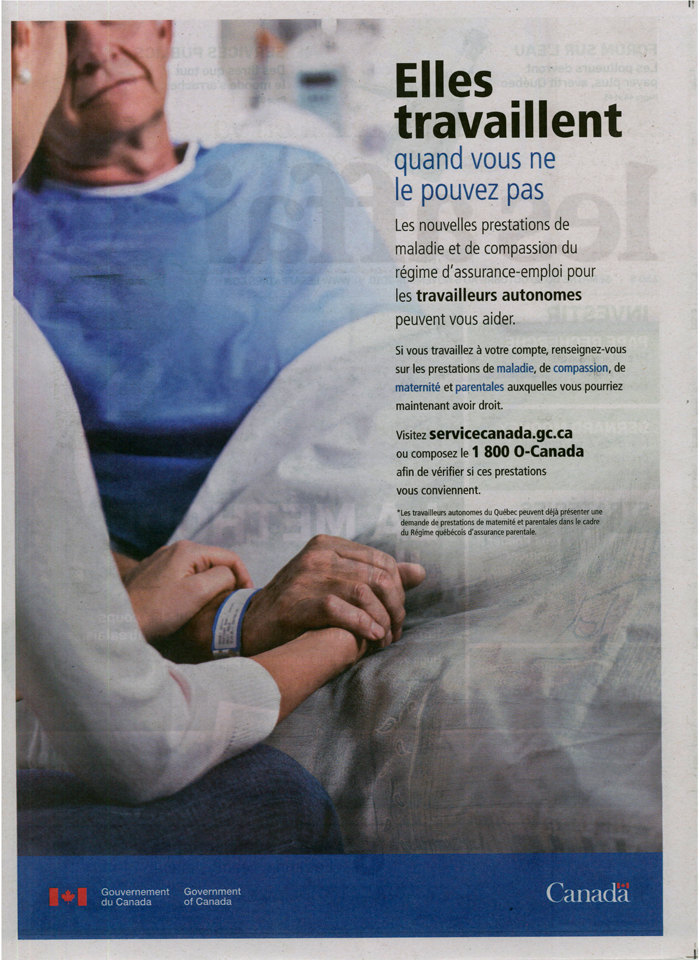 Elles
travaillent
quand vous ne
le pouvez pas
Les nouvelles prestations de
maladie et de compassion du
régime d'assurance-emploi pour
les travailleurs autonomes
peuvent vous aider.
Si vous travaillez à votre compte, renseignez-vous
sur les prestations de maladie, de compassion, de
maternité et parentales auxquelles vous pourriez
maintenant avoir droit.
Visitez servicecanada.gc.ca
ou composez le 1 800 O-Canada
afin de vérifier si ces prestations
vous conviennent.
*Les travailleurs autonomes du Québec peuvent déjà présenter une
demande de prestations de maternité et parentales dans le cadre
du Régime québécois d'assurance parentale.
Gouvernement
du Canada
Government
of Canada
Canada